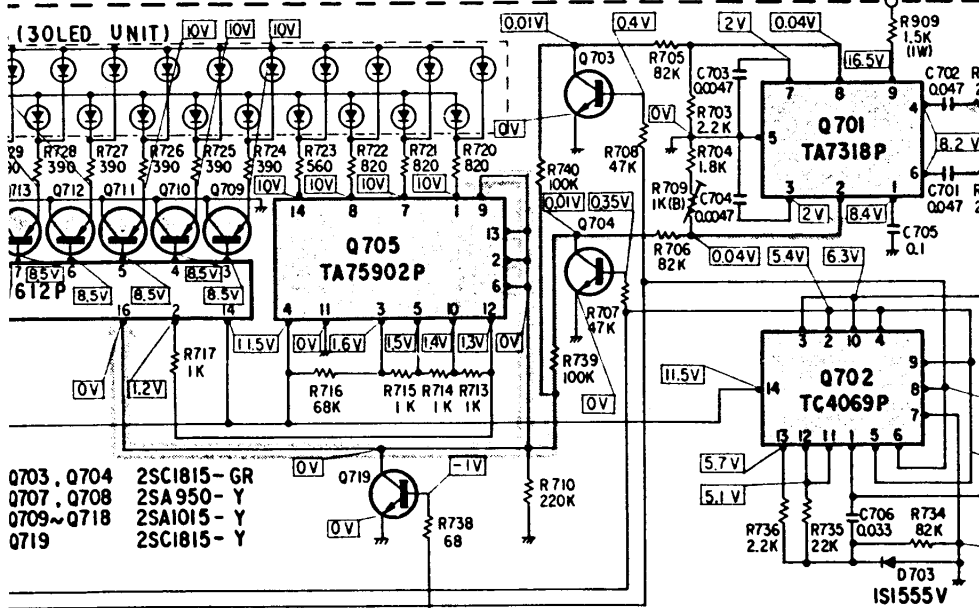 (30LED UNIT)
10V
10V
10V
0.01V
0.4V
2V
0.04V
16.5V
R909
1.5K
(1W)
Q703
R705
82K
C703
0.0047
7 8 9
C702
0.047
4
0V
R703
2.2K
5
Q701
TA7318P
8.2V
0V
R704
1.8K
6
R708
47K
R709
1K(B)
C704
0.0047
3 2 1
C701
0.047
2V
8.4V
C705
0.1
29
R728
390
R727
390
R726
390
R725
390
R724
390
R723
560
R722
820
R721
820
R720
820
R740
100K
713
Q712
Q711
Q710
Q709
10V
10V
10V
14 8 7 1 9
0.01V
0.35V
Q704
R706
82K
0.04V
5.4V
6.3V
Q705
TA75902P
13
2
6
7 6 5 4 3
8.5V
8.5V
8.5V
8.5V
8.5V
612P
16 2 14
4 11 3 5 10 12
R707
47K
3 2 10 4
11.5V
0V
1.6V
1.5V
1.4V
1.3V
0V
R717
1K
0V
1.2V
R716
68K
R715
1K
R714
1K
R713
1K
R739
100K
0V
11.5V
14
Q702
TC4069P
9
8
7
13 12 11 1 5 6
0V
Q719
-1V
0V
R738
68
R710
220K
5.7V
5.1V
R736
2.2K
R735
22K
C706
0.033
R734
82K
D703
1S1555V
Q703, Q704 2SC1815-GR
Q707, Q708 2SA950-Y
Q709~Q718 2SA1015-Y
Q719 2SC1815-Y